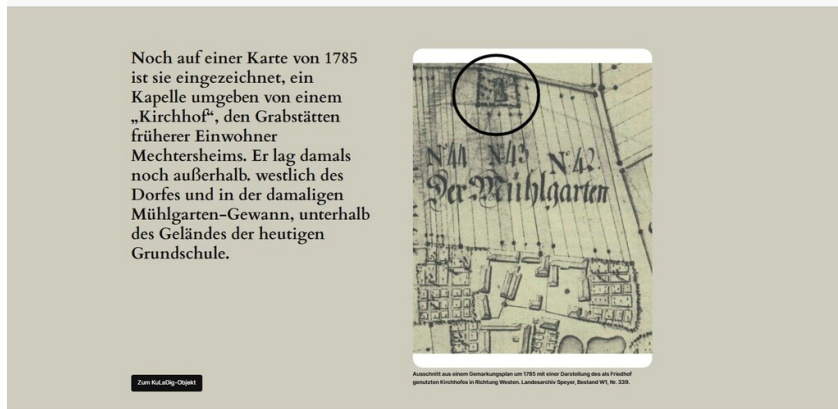 Noch auf einer Karte von 1785
ist sie eingezeichnet, ein
Kapelle umgeben von einem
„Kirchhof“, den Grabstätten
früherer Einwohner
Mechtersheims. Er lag damals
noch außerhalb. westlich des
Dorfes und in der damaligen
Mühlgarten-Gewann, unterhalb
des Geländes der heutigen
Grundschule.
Zum KuLaDig-Objekt
N:44 N:43 N:42
Der Mühlgarten
Ausschnitt aus einem Gemarkungsplan um 1785 mit einer Darstellung des als Friedhof
genutzten Kirchhofes in Richtung Westen. Landesarchiv Speyer, Bestand W1, Nr. 339.